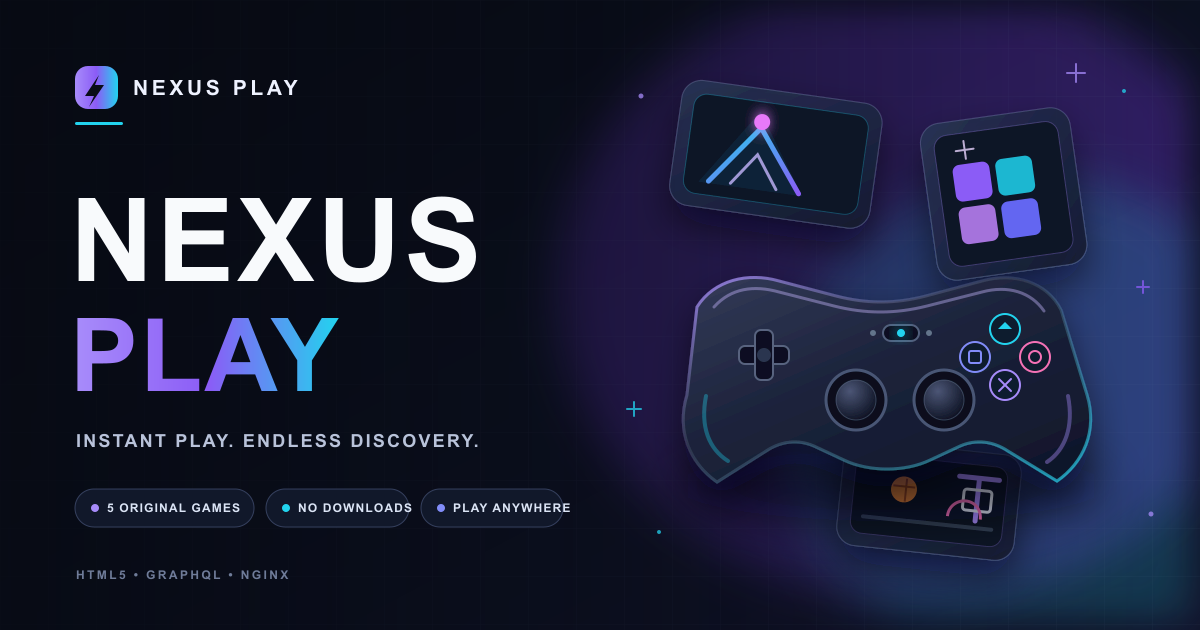 NEXUS PLAY
NEXUS
PLAY
INSTANT PLAY. ENDLESS DISCOVERY.
5 ORIGINAL GAMES
NO DOWNLOADS
PLAY ANYWHERE
HTML5 • GRAPHQL • NGINX